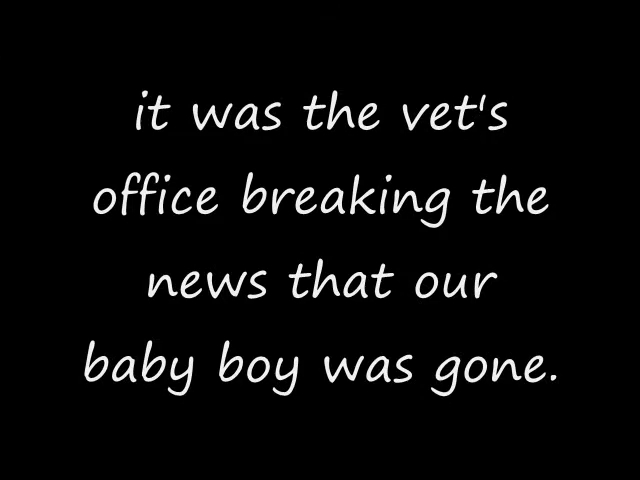 it was the vet's
office breaking the
news that our
baby boy was gone.